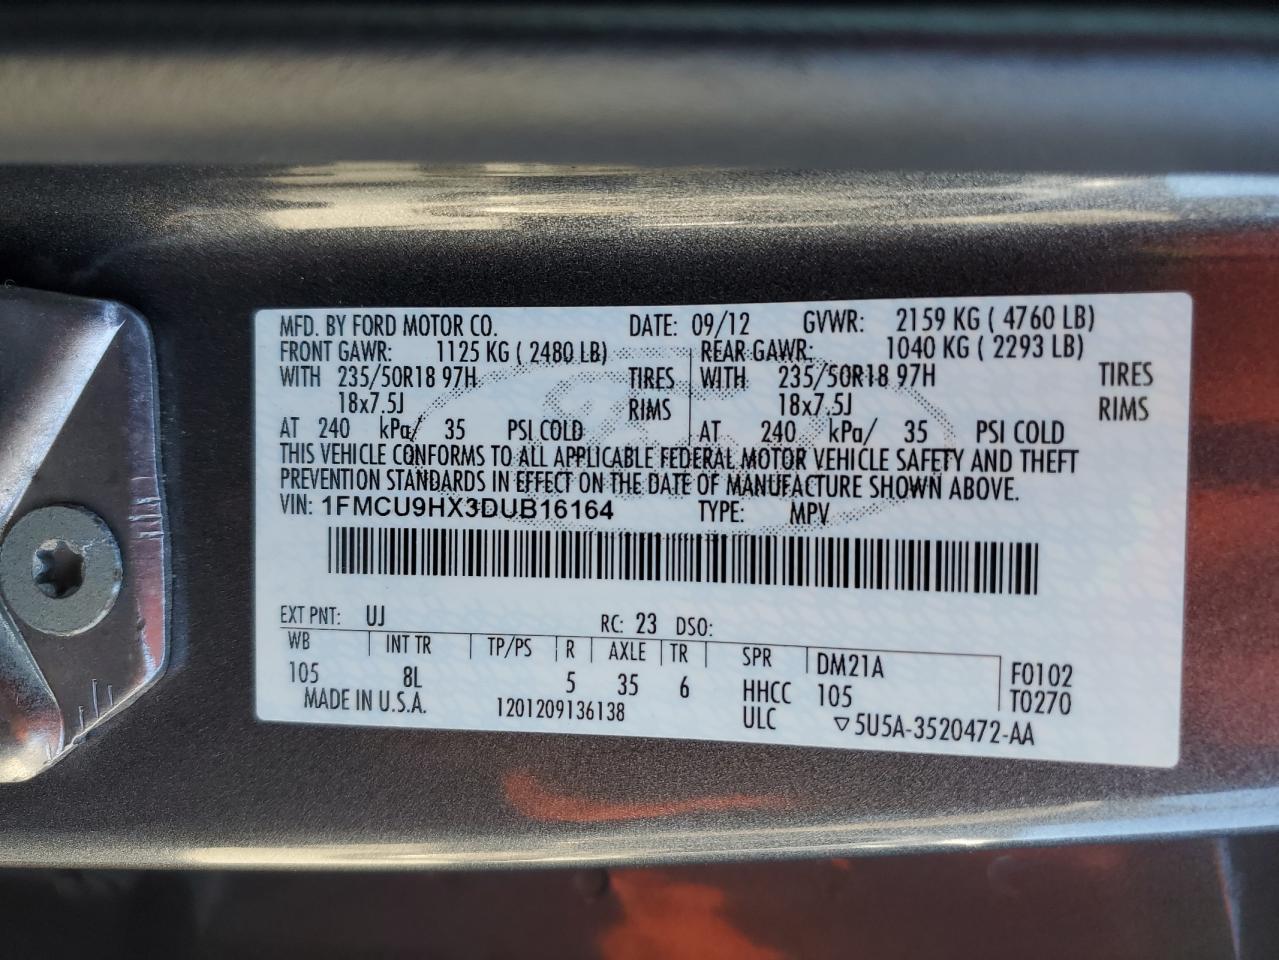 MFD. BY FORD MOTOR CO. DATE: 09/12 GVWR: 2159 KG ( 4760 LB)
FRONT GAWR: 1125 KG ( 2480 LB) REAR GAWR: 1040 KG ( 2293 LB)
WITH 235/50R18 97H TIRES WITH 235/50R18 97H TIRES
18x7.5J RIMS 18x7.5J RIMS
AT 240 kPa/ 35 PSI COLD AT 240 kPa/ 35 PSI COLD
THIS VEHICLE CONFORMS TO ALL APPLICABLE FEDERAL MOTOR VEHICLE SAFETY AND THEFT
PREVENTION STANDARDS IN EFFECT ON THE DATE OF MANUFACTURE SHOWN ABOVE.
VIN: 1FMCU9HX3DUB16164 TYPE: MPV
EXT PNT: UJ RC: 23 DSO:
WB INT TR TP/PS R AXLE TR SPR DM21A F0102
105 8L 5 35 6 HHCC 105 T0270
MADE IN U.S.A. 1201209136138 ULC ▽5U5A-3520472-AA